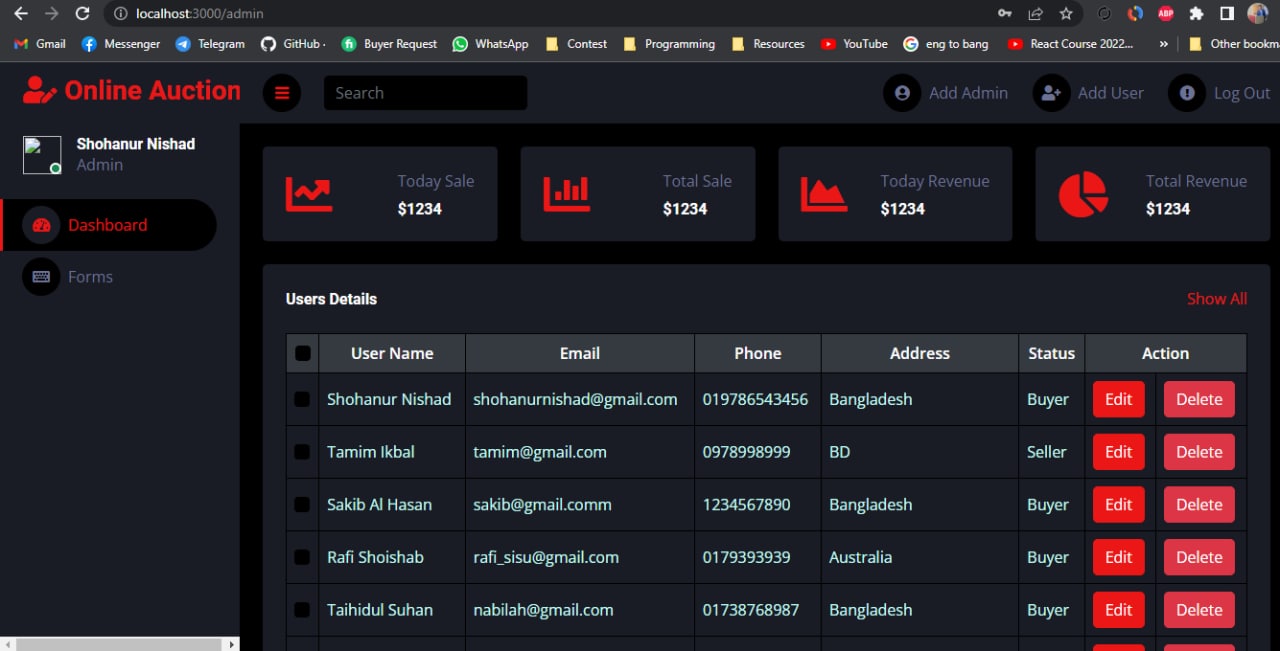 localhost:3000/admin
Gmail Messenger Telegram GitHub · Buyer Request WhatsApp Contest Programming Resources YouTube eng to bang React Course 2022... » Other bookm
Online Auction Search Add Admin Add User Log Out
Shohanur Nishad
Admin
Dashboard
Forms
Today Sale
$1234
Total Sale
$1234
Today Revenue
$1234
Total Revenue
$1234
Users Details Show All
User Name Email Phone Address Status Action
Shohanur Nishad shohanurnishad@gmail.com 019786543456 Bangladesh Buyer Edit Delete
Tamim Ikbal tamim@gmail.com 0978998999 BD Seller Edit Delete
Sakib Al Hasan sakib@gmail.comm 1234567890 Bangladesh Buyer Edit Delete
Rafi Shoishab rafi_sisu@gmail.com 0179393939 Australia Buyer Edit Delete
Taihidul Suhan nabilah@gmail.com 01738768987 Bangladesh Buyer Edit Delete